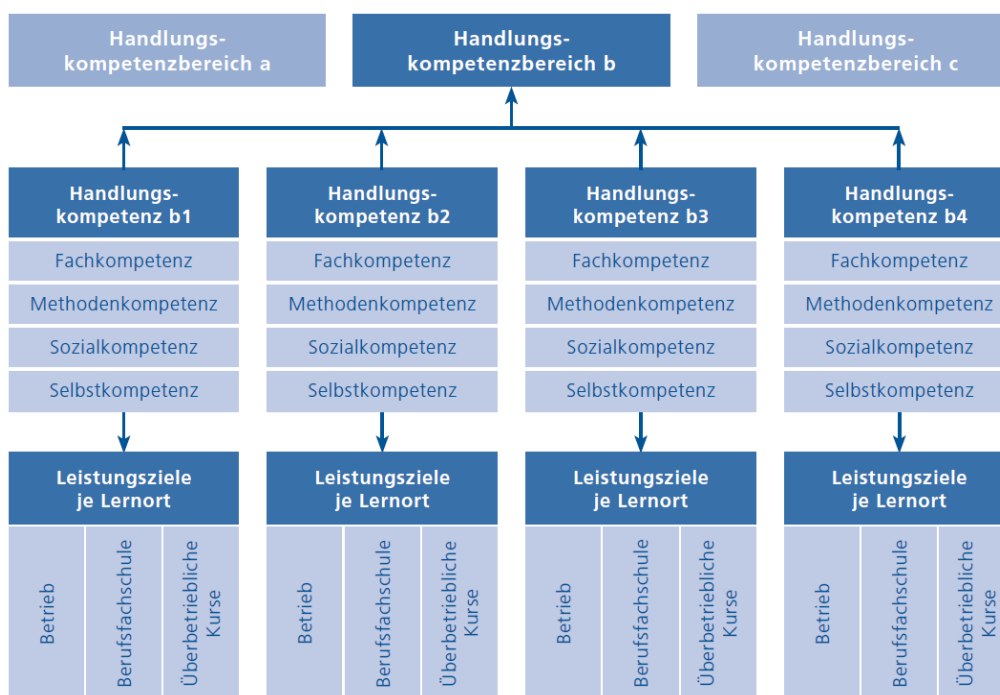 Handlungs-
kompetenzbereich a
Handlungs-
kompetenzbereich b
Handlungs-
kompetenzbereich c
Handlungs-
kompetenz b1
Handlungs-
kompetenz b2
Handlungs-
kompetenz b3
Handlungs-
kompetenz b4
Fachkompetenz
Fachkompetenz
Fachkompetenz
Fachkompetenz
Methodenkompetenz
Methodenkompetenz
Methodenkompetenz
Methodenkompetenz
Sozialkompetenz
Sozialkompetenz
Sozialkompetenz
Sozialkompetenz
Selbstkompetenz
Selbstkompetenz
Selbstkompetenz
Selbstkompetenz
Leistungsziele
je Lernort
Leistungsziele
je Lernort
Leistungsziele
je Lernort
Leistungsziele
je Lernort
Betrieb
Berufsfachschule
Überbetriebliche
Kurse
Betrieb
Berufsfachschule
Überbetriebliche
Kurse
Betrieb
Berufsfachschule
Überbetriebliche
Kurse
Betrieb
Berufsfachschule
Überbetriebliche
Kurse